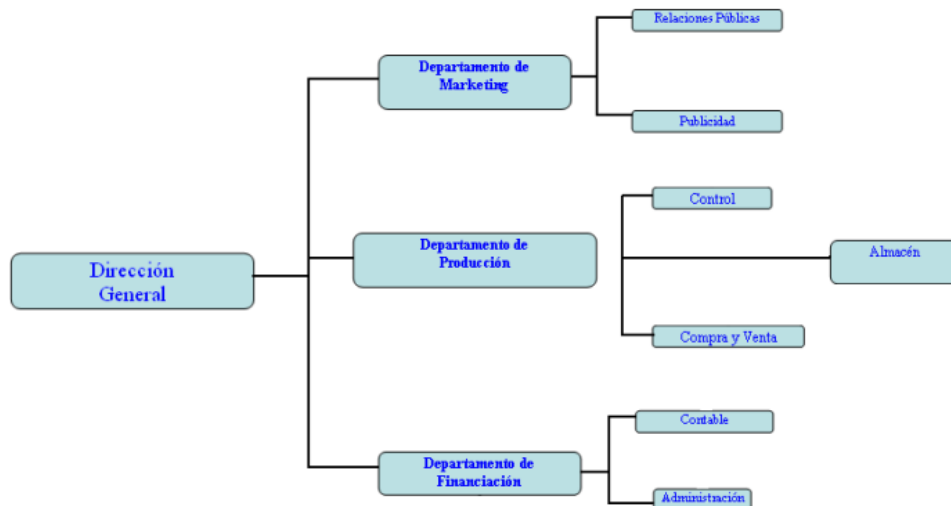 Relaciones Públicas
Departamento de
Marketing
Publicidad
Control
Departamento de
Producción
Almacén
Dirección
General
Compra y Venta
Contable
Departamento de
Financiación
Administración